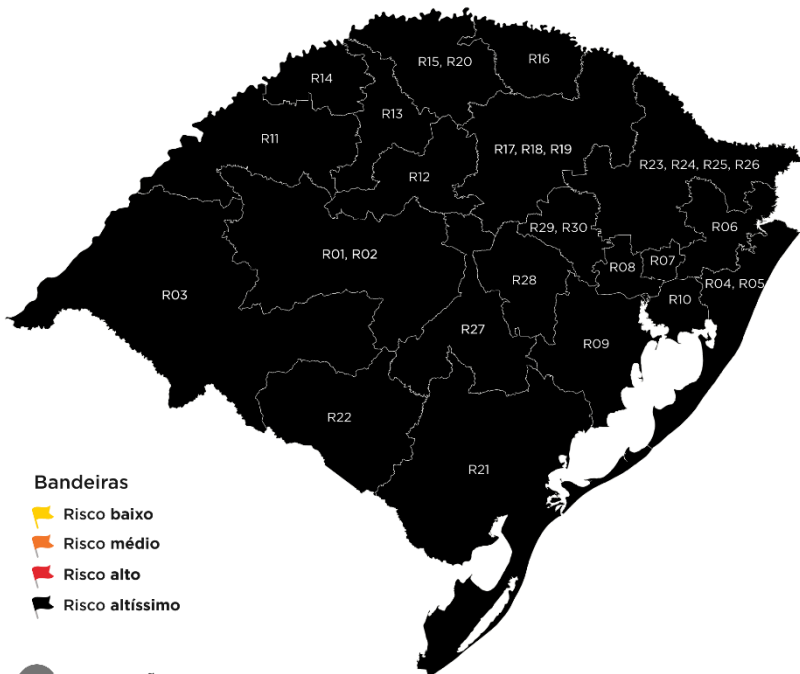 R15, R20
R16
R14
R13
R11
R17, R18, R19
R23, R24, R25, R26
R12
R06
R29, R30
R01, R02
R08
R07
R28
R04, R05
R03
R10
R27
R09
R22
R21
Bandeiras
Risco baixo
Risco médio
Risco alto
Risco altíssimo